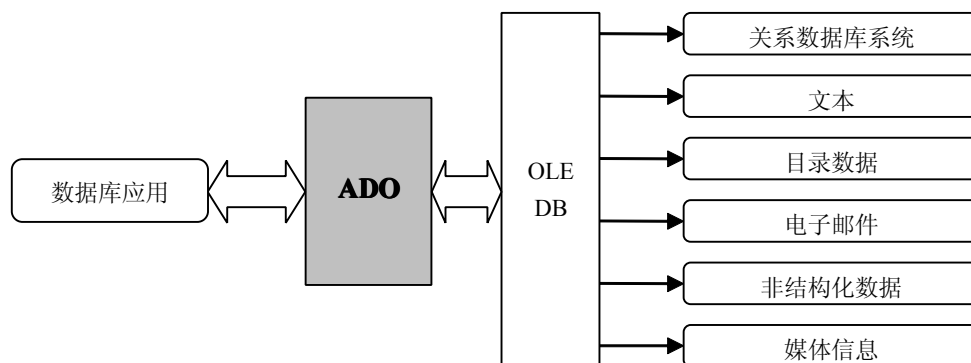 数据库应用
ADO
OLE
DB
关系数据库系统
文本
目录数据
电子邮件
非结构化数据
媒体信息